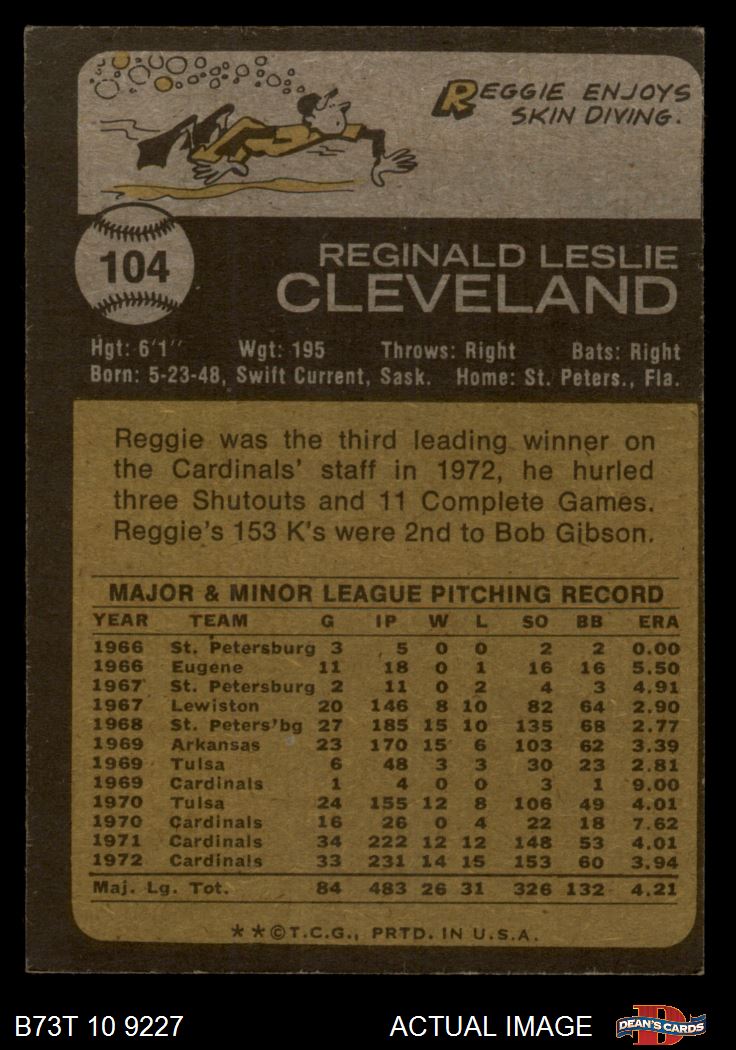 REGGIE ENJOYS
SKIN DIVING.
104
REGINALD LESLIE
CLEVELAND
Hgt: 6'1" Wgt: 195 Throws: Right Bats: Right
Born: 5-23-48, Swift Current, Sask. Home: St. Peters., Fla.
Reggie was the third leading winner on
the Cardinals' staff in 1972, he hurled
three Shutouts and 11 Complete Games.
Reggie's 153 K's were 2nd to Bob Gibson.
MAJOR & MINOR LEAGUE PITCHING RECORD
YEAR TEAM G IP W L SO BB ERA
1966 St. Petersburg 3 5 0 0 2 2 0.00
1966 Eugene 11 18 0 1 16 16 5.50
1967 St. Petersburg 2 11 0 2 4 3 4.91
1967 Lewiston 20 146 8 10 82 64 2.90
1968 St. Peters'bg 27 185 15 10 135 68 2.77
1969 Arkansas 23 170 15 6 103 62 3.39
1969 Tulsa 6 48 3 3 30 23 2.81
1969 Cardinals 1 4 0 0 3 1 9.00
1970 Tulsa 24 155 12 8 106 49 4.01
1970 Cardinals 16 26 0 4 22 18 7.62
1971 Cardinals 34 222 12 12 148 53 4.01
1972 Cardinals 33 231 14 15 153 60 3.94
Maj. Lg. Tot. 84 483 26 31 326 132 4.21
**©T.C.G., PRTD. IN U.S.A.
B73T 10 9227 ACTUAL IMAGE D DEAN'S CARDS